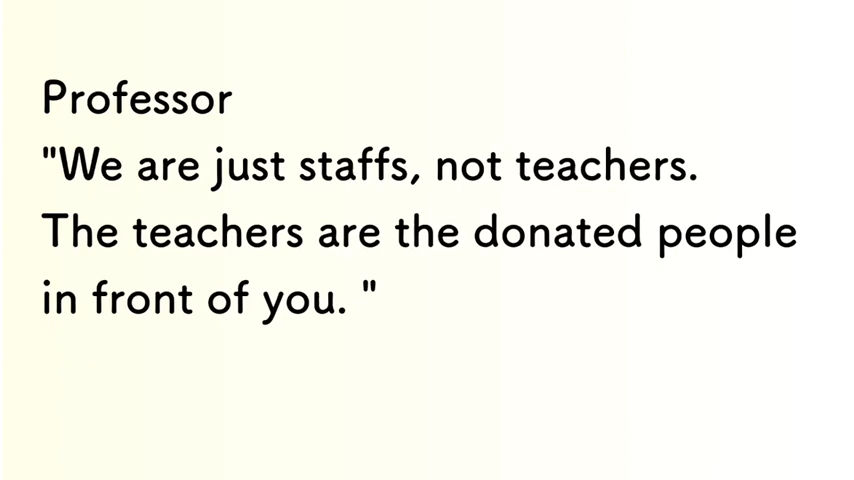 Professor
"We are just staffs, not teachers.
The teachers are the donated people
in front of you. "